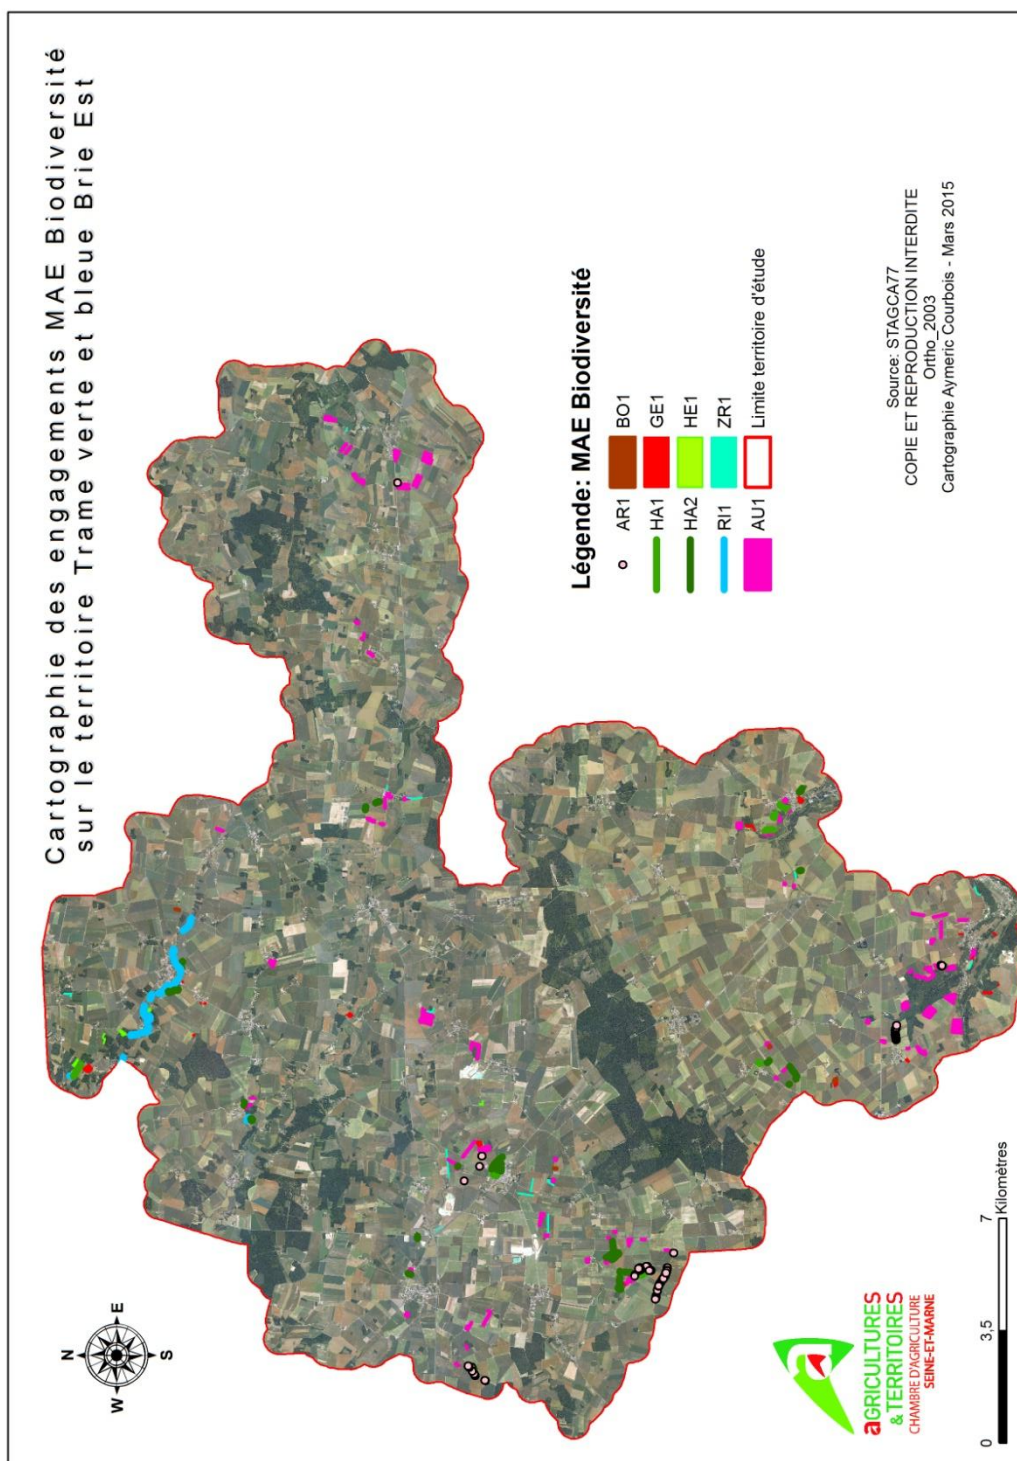 Cartographie des engagements MAE Biodiversité
sur le territoire Trame verte et bleue Brie Est
N
W E
S
Légende: MAE Biodiversité
AR1 BO1
HA1 GE1
HA2 HE1
RI1 ZR1
AU1 Limite territoire d'étude
aGRICULTURES
& TERRITOIRES
CHAMBRE D'AGRICULTURE
SEINE-ET-MARNE
0 3,5 7
Kilomètres
Source: STAGCA77
COPIE ET REPRODUCTION INTERDITE
Ortho_2003
Cartographie Aymeric Courbois - Mars 2015